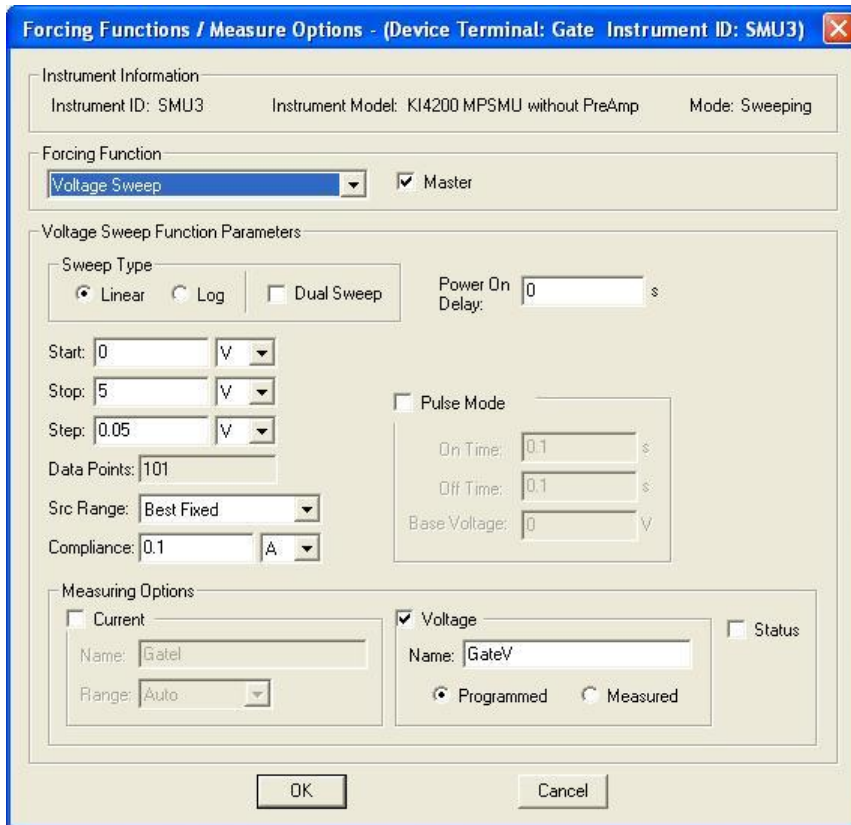 Forcing Functions / Measure Options - (Device Terminal: Gate Instrument ID: SMU3)
Instrument Information
Instrument ID: SMU3 Instrument Model: KI4200 MPSMU without PreAmp Mode: Sweeping
Forcing Function
Voltage Sweep Master
Voltage Sweep Function Parameters
Sweep Type
Linear Log Dual Sweep
Power On Delay: 0 s
Start: 0 V
Stop: 5 V
Step: 0.05 V
Data Points: 101
Src Range: Best Fixed
Compliance: 0.1 A
Pulse Mode
On Time: 0.1 s
Off Time: 0.1 s
Base Voltage: 0 V
Measuring Options
Current
Name: GateI
Range: Auto
Voltage
Name: GateV
Programmed Measured
Status
OK Cancel